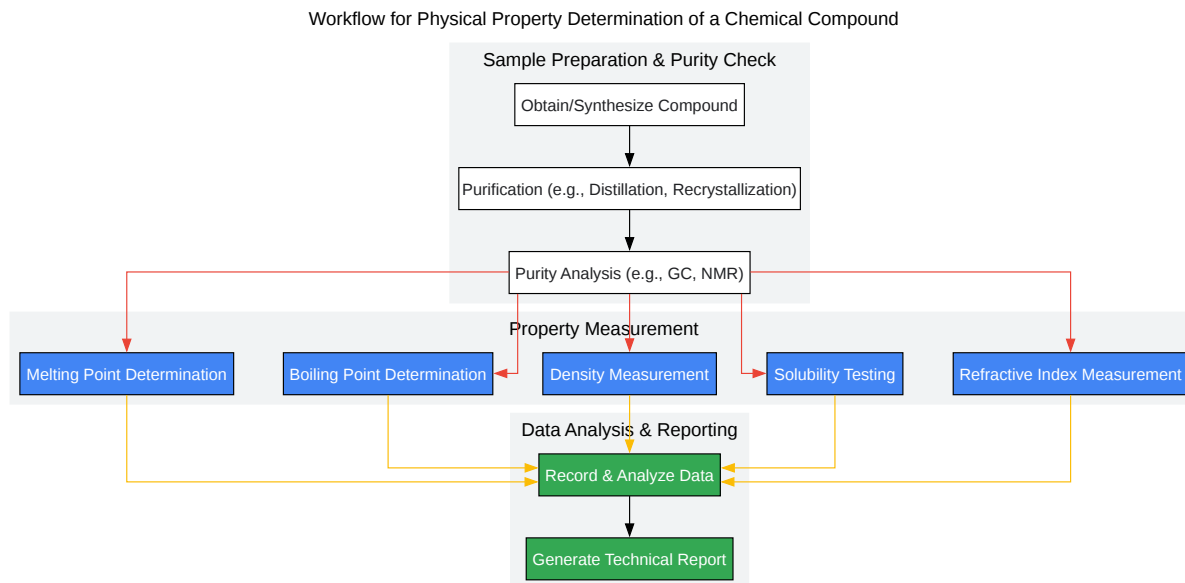 Workflow for Physical Property Determination of a Chemical Compound
Sample Preparation & Purity Check
Obtain/Synthesize Compound
Purification (e.g., Distillation, Recrystallization)
Purity Analysis (e.g., GC, NMR)
Property Measurement
Melting Point Determination
Boiling Point Determination
Density Measurement
Solubility Testing
Refractive Index Measurement
Data Analysis & Reporting
Record & Analyze Data
Generate Technical Report